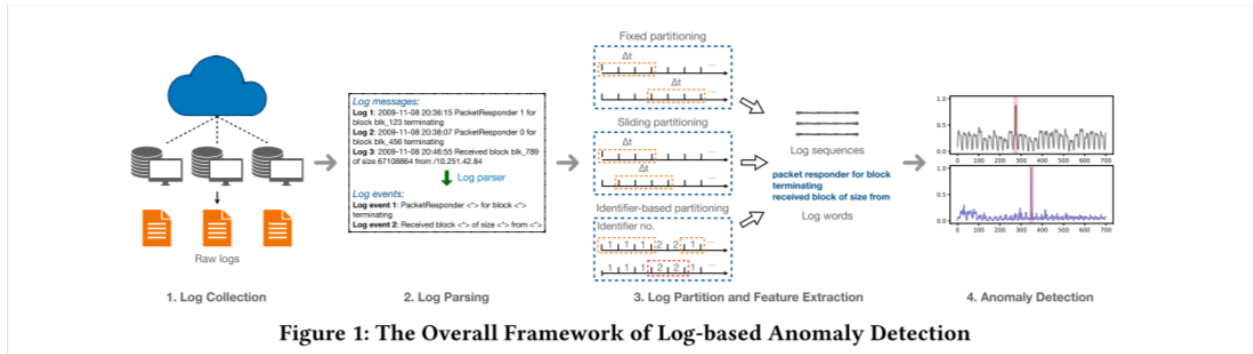 Raw logs
1. Log Collection
Log messages:
Log 1: 2009-11-08 20:36:15 PacketResponder 1 for
block blk_123 terminating
Log 2: 2009-11-08 20:38:07 PacketResponder 0 for
block blk_456 terminating
Log 3: 2009-11-08 20:46:55 Received block blk_789
of size 67108864 from /10.251.42.84
Log parser
Log events:
Log event 1: PacketResponder <*> for block <*>
terminating
Log event 2: Received block <*> of size <*> from <*>
2. Log Parsing
Fixed partitioning
Δt
...
Δt
...
Sliding partitioning
Δt
...
Δt
...
Identifier-based partitioning
Identifier no.
1 1 1 2 2 1 ...
1 1 1 2 2 1 ...
Log sequences
packet responder for block
terminating
received block of size from
Log words
3. Log Partition and Feature Extraction
1.0
0.5
0.0
0 100 200 300 400 500 600 700
1.0
0.5
0.0
0 100 200 300 400 500 600 700
4. Anomaly Detection
Figure 1: The Overall Framework of Log-based Anomaly Detection